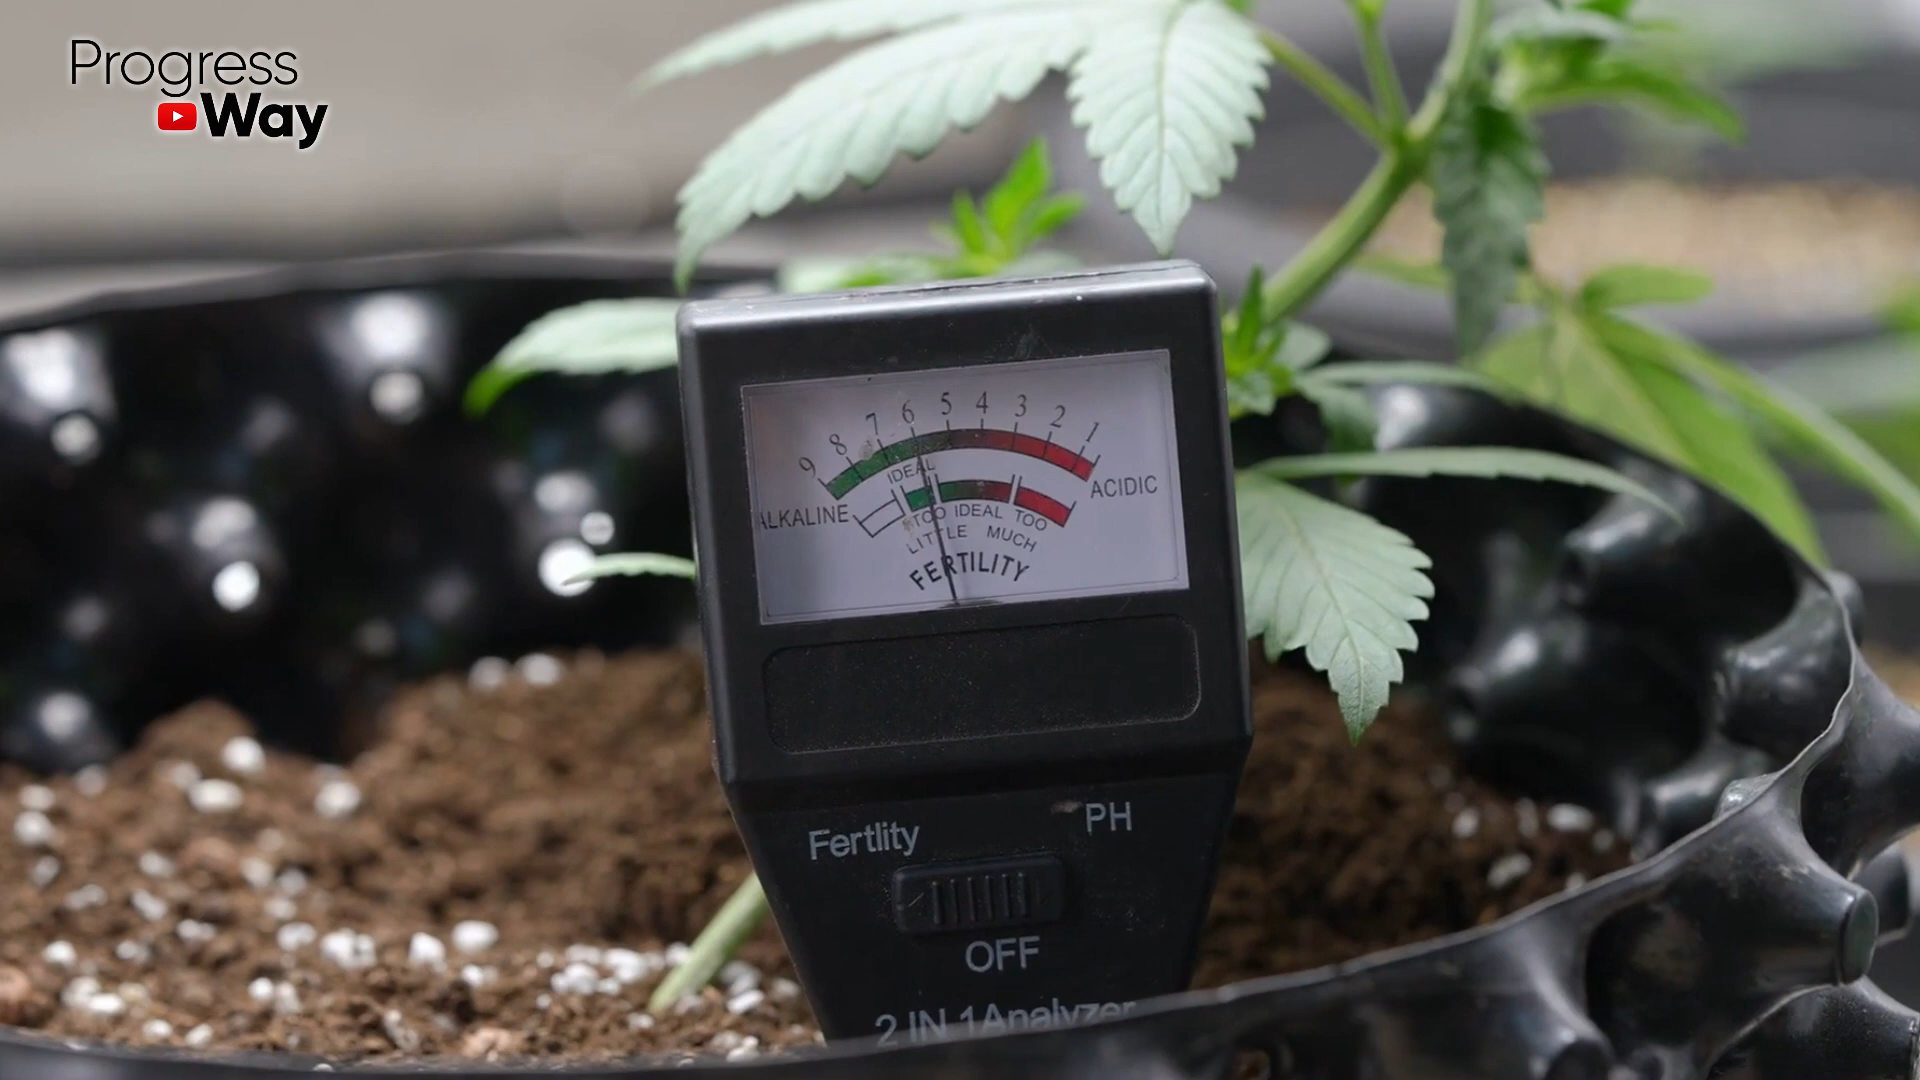 Progress
Way
9 8 7 6 5 4 3 2 1
IDEAL
ALKALINE
ACIDIC
TOO IDEAL TOO
LITTLE MUCH
FERTILITY
Fertlity
PH
OFF
2 IN 1Analyzer